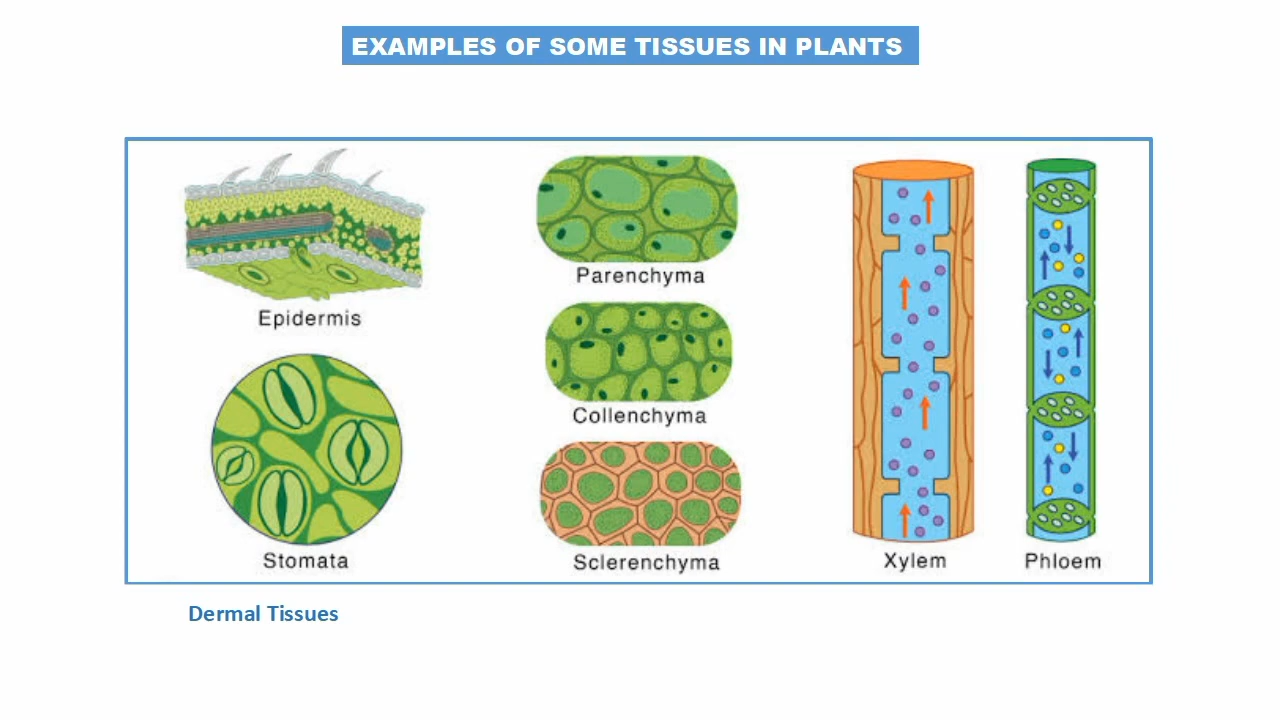 EXAMPLES OF SOME TISSUES IN PLANTS
Epidermis
Stomata
Parenchyma
Collenchyma
Sclerenchyma
Xylem
Phloem
Dermal Tissues